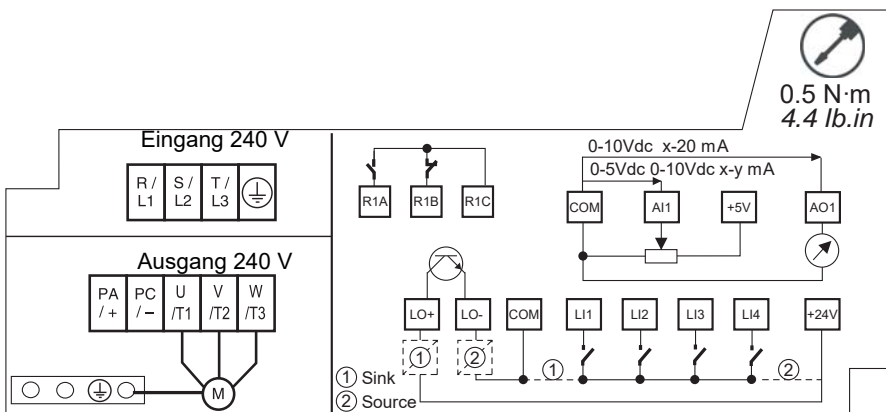 0.5 N·m
4.4 lb.in
Eingang 240 V
R / L1
S / L2
T / L3
Ausgang 240 V
PA / +
PC / −
U /T1
V /T2
W /T3
M
0-10Vdc x-20 mA
0-5Vdc 0-10Vdc x-y mA
R1A
R1B
R1C
COM
AI1
+5V
AO1
LO+
LO-
COM
LI1
LI2
LI3
LI4
+24V
1
2
1
2
1 Sink
2 Source